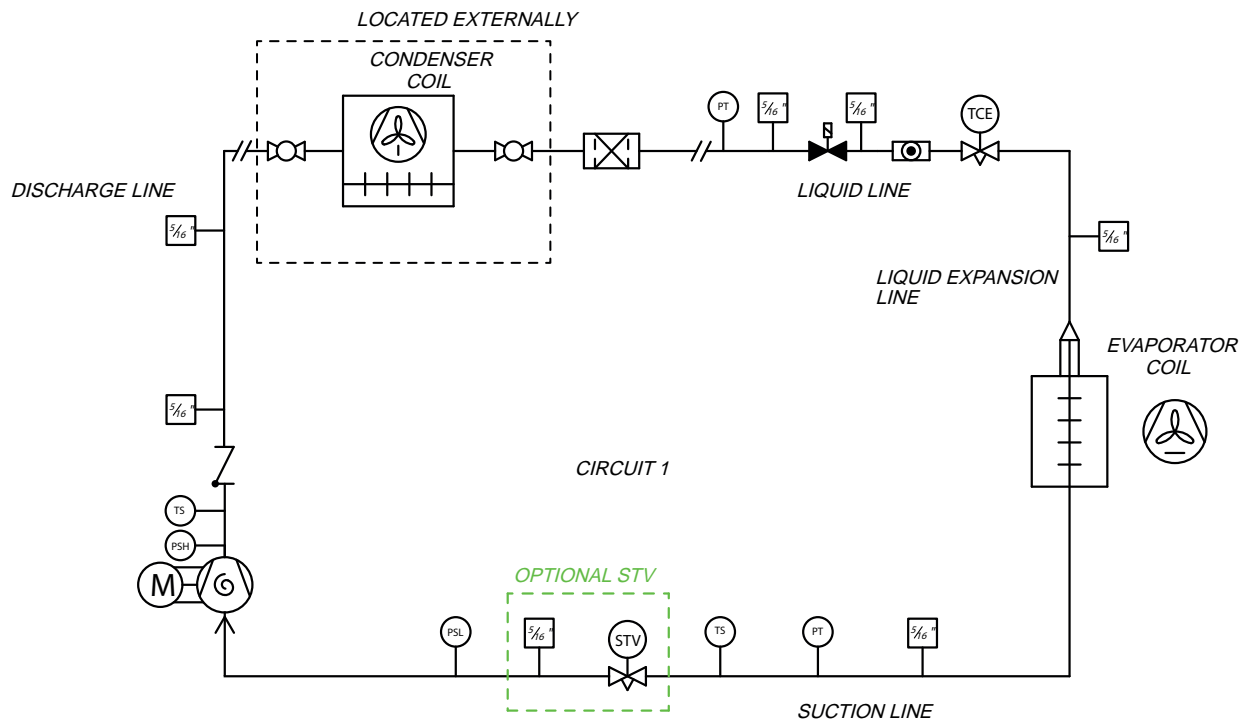 LOCATED EXTERNALLY
CONDENSER
COIL
PT
5/16"
5/16"
TCE
DISCHARGE LINE
LIQUID LINE
5/16"
5/16"
LIQUID EXPANSION
LINE
EVAPORATOR
COIL
5/16"
CIRCUIT 1
TS
PSH
M
OPTIONAL STV
PSL
5/16"
STV
TS
PT
5/16"
SUCTION LINE